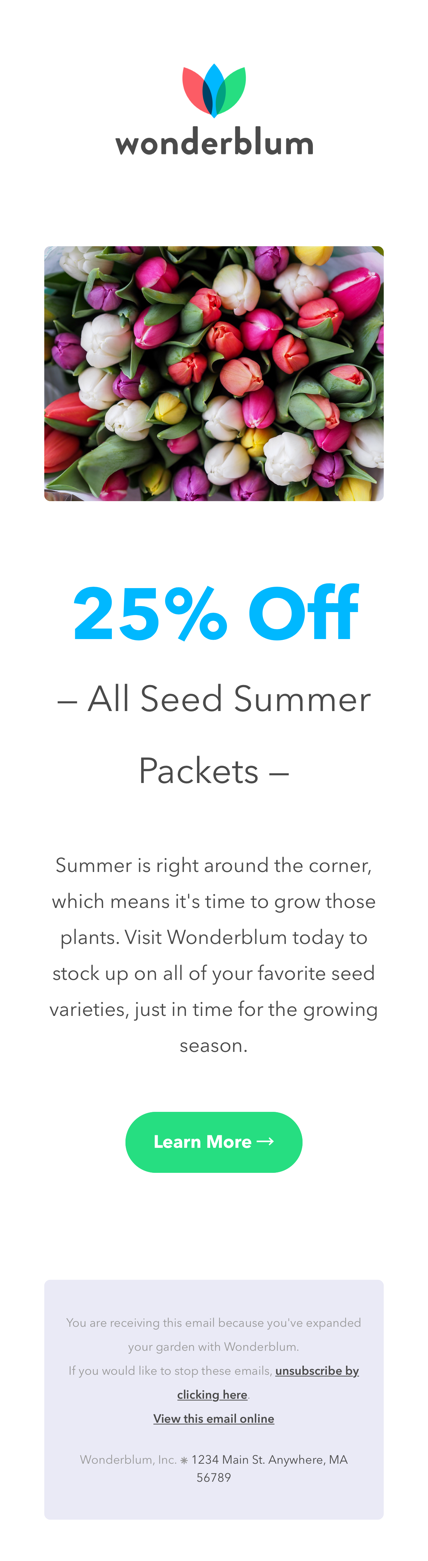 wonderblum
25% Off
– All Seed Summer
Packets –
Summer is right around the corner,
which means it's time to grow those
plants. Visit Wonderblum today to
stock up on all of your favorite seed
varieties, just in time for the growing
season.
Learn More →
You are receiving this email because you've expanded
your garden with Wonderblum.
If you would like to stop these emails, unsubscribe by
clicking here.
View this email online
Wonderblum, Inc. ❋ 1234 Main St. Anywhere, MA
56789